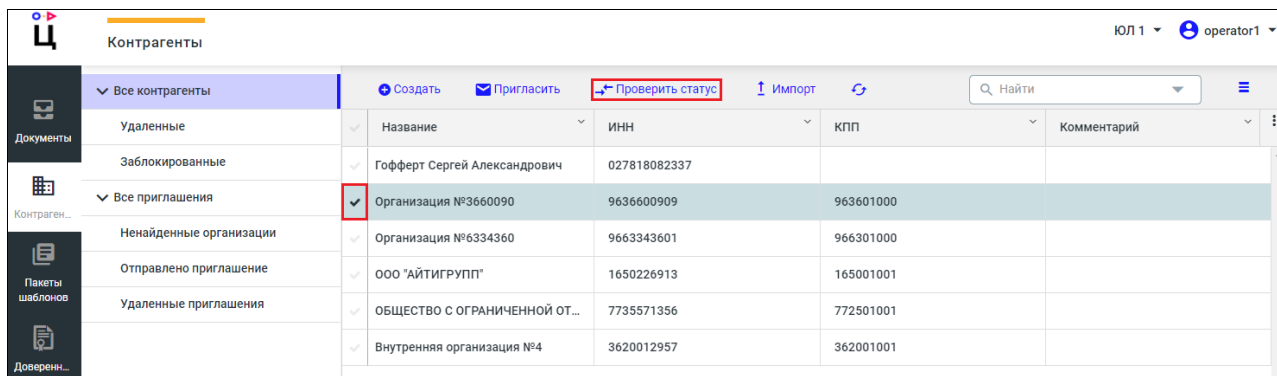 Ц
Контрагенты
ЮЛ 1
operator1
Документы
Контраген...
Пакеты
шаблонов
Доверенн...
Все контрагенты
Удаленные
Заблокированные
Все приглашения
Ненайденные организации
Отправлено приглашение
Удаленные приглашения
Создать Пригласить Проверить статус Импорт Найти
Название ИНН КПП Комментарий
Гофферт Сергей Александрович 027818082337
Организация №3660090 9636600909 963601000
Организация №6334360 9663343601 966301000
ООО "АЙТИГРУПП" 1650226913 165001001
ОБЩЕСТВО С ОГРАНИЧЕННОЙ ОТ... 7735571356 772501001
Внутренняя организация №4 3620012957 362001001